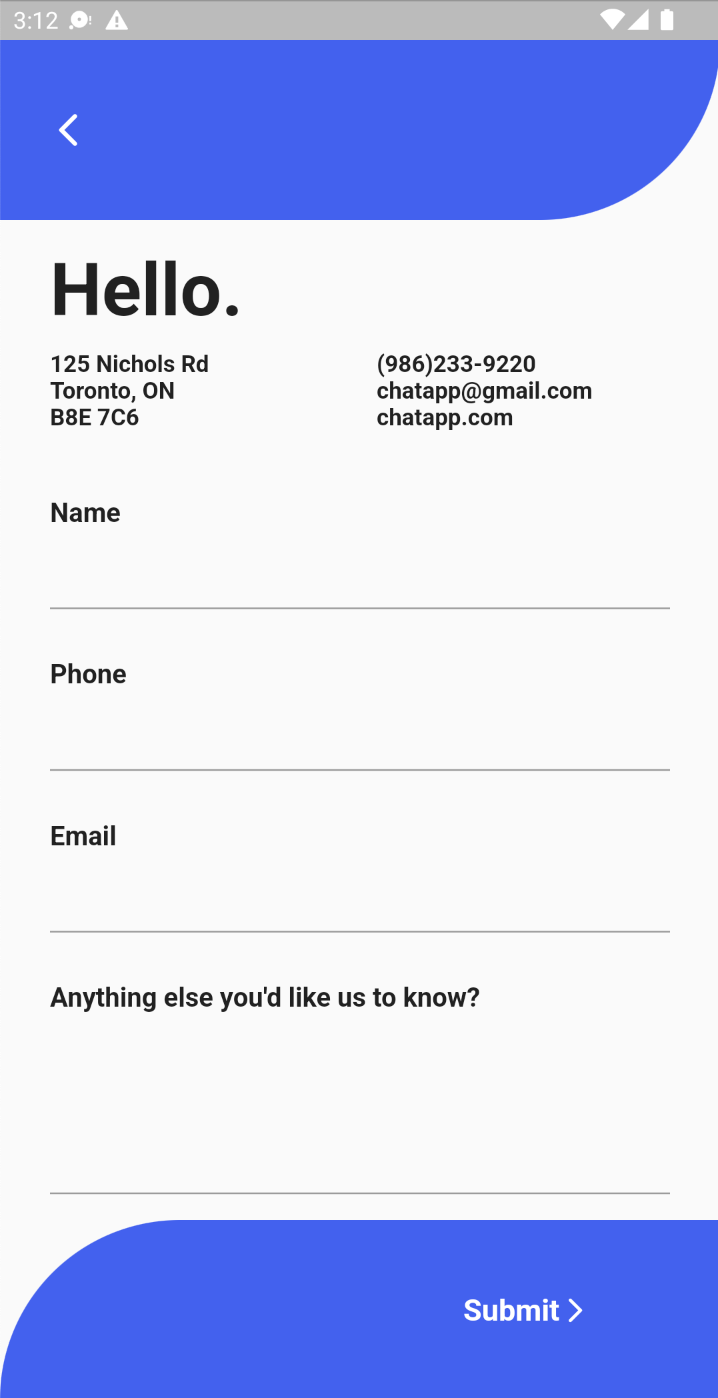 3:12
Hello.
125 Nichols Rd
Toronto, ON
B8E 7C6
(986)233-9220
chatapp@gmail.com
chatapp.com
Name
Phone
Email
Anything else you'd like us to know?
Submit